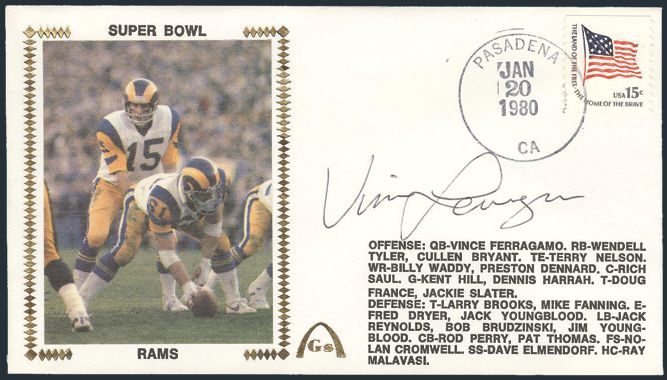 SUPER BOWL
15
61
RAMS
PASADENA
JAN
20
1980
CA
THE LAND OF THE FREE · THE HOME OF THE BRAVE
USA 15c
Gs
OFFENSE: QB-VINCE FERRAGAMO. RB-WENDELL
TYLER, CULLEN BRYANT. TE-TERRY NELSON.
WR-BILLY WADDY, PRESTON DENNARD. C-RICH
SAUL. G-KENT HILL, DENNIS HARRAH. T-DOUG
FRANCE, JACKIE SLATER.
DEFENSE: T-LARRY BROOKS, MIKE FANNING. E-
FRED DRYER, JACK YOUNGBLOOD. LB-JACK
REYNOLDS, BOB BRUDZINSKI, JIM YOUNG-
BLOOD. CB-ROD PERRY, PAT THOMAS. FS-NO-
LAN CROMWELL. SS-DAVE ELMENDORF. HC-RAY
MALAVASI.